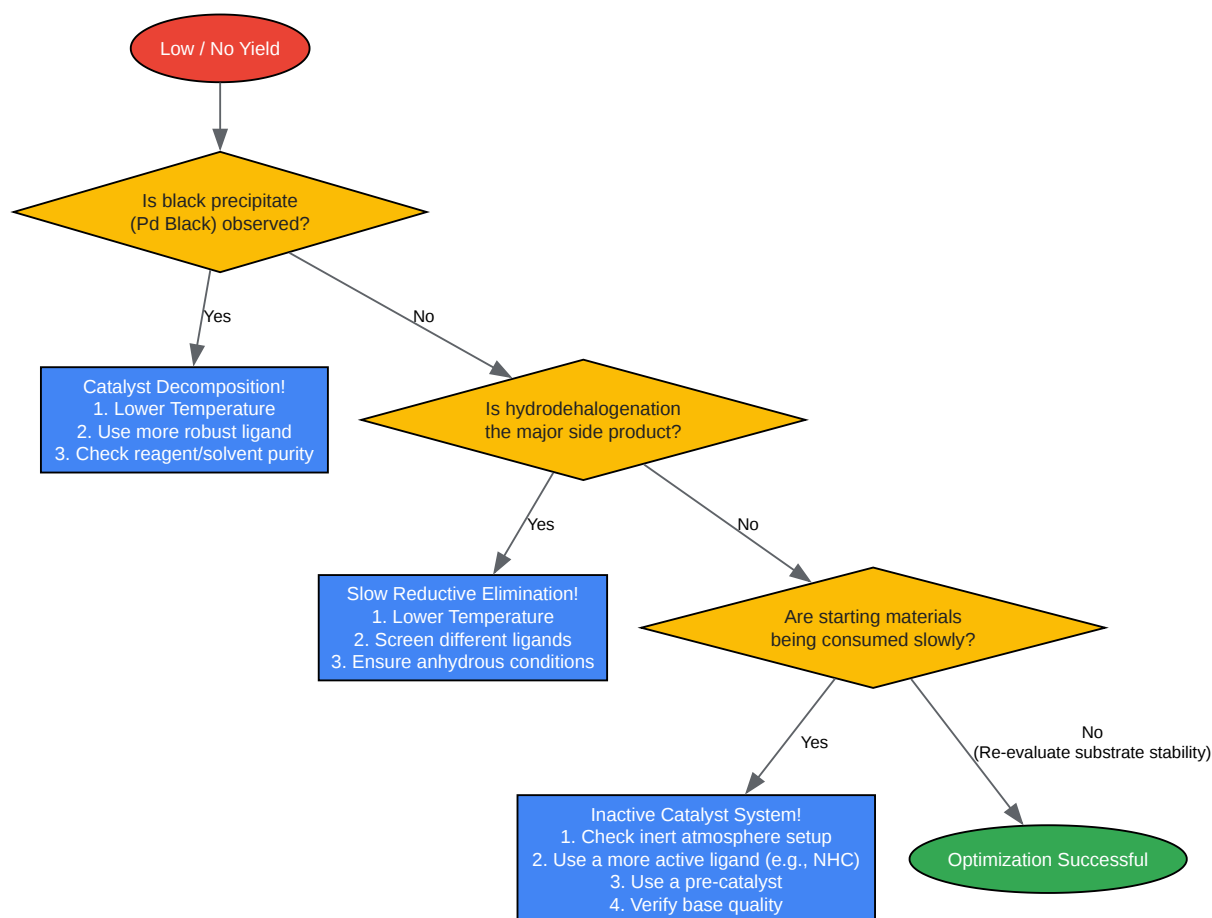 Low / No Yield
Is black precipitate
(Pd Black) observed?
Yes
No
Catalyst Decomposition!
1. Lower Temperature
2. Use more robust ligand
3. Check reagent/solvent purity
Is hydrodehalogenation
the major side product?
Yes
No
Slow Reductive Elimination!
1. Lower Temperature
2. Screen different ligands
3. Ensure anhydrous conditions
Are starting materials
being consumed slowly?
Yes
No
(Re-evaluate substrate stability)
Inactive Catalyst System!
1. Check inert atmosphere setup
2. Use a more active ligand (e.g., NHC)
3. Use a pre-catalyst
4. Verify base quality
Optimization Successful